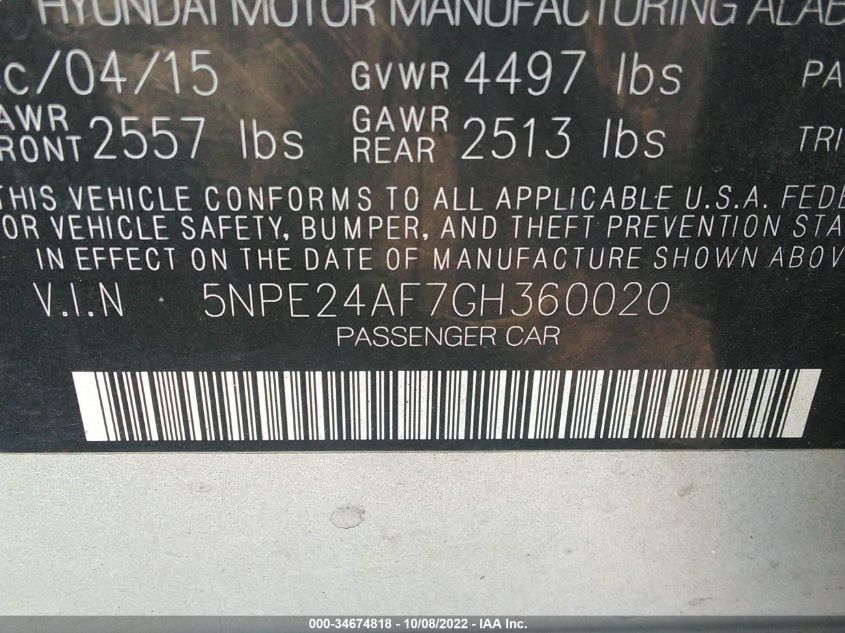 HYUNDAI MOTOR MANUFACTURING ALAB
C/04/15 GVWR 4497 lbs PA
AWR FRONT 2557 lbs GAWR REAR 2513 lbs TRI
THIS VEHICLE CONFORMS TO ALL APPLICABLE U.S.A. FEDE
OR VEHICLE SAFETY, BUMPER, AND THEFT PREVENTION STA
IN EFFECT ON THE DATE OF MANUFACTURE SHOWN ABOV
V.I.N 5NPE24AF7GH360020
PASSENGER CAR
000-34674818 - 10/08/2022 - IAA Inc.